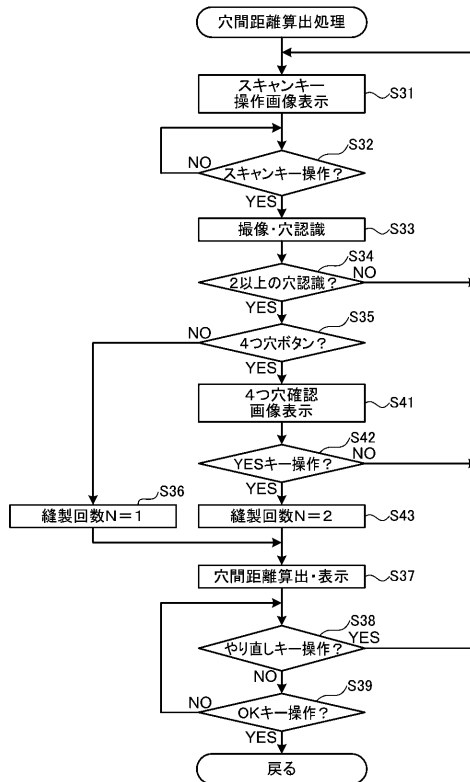 穴間距離算出処理
スキャンキー
操作画像表示
S31
S32
NO
スキャンキー操作？
YES
撮像・穴認識
S33
S34
2以上の穴認識？
NO
YES
S35
NO
4つ穴ボタン？
YES
4つ穴確認
画像表示
S41
S42
YESキー操作？
NO
YES
S36
縫製回数N＝1
縫製回数N＝2
S43
穴間距離算出・表示
S37
S38
やり直しキー操作？
YES
NO
S39
NO
OKキー操作？
YES
戻る